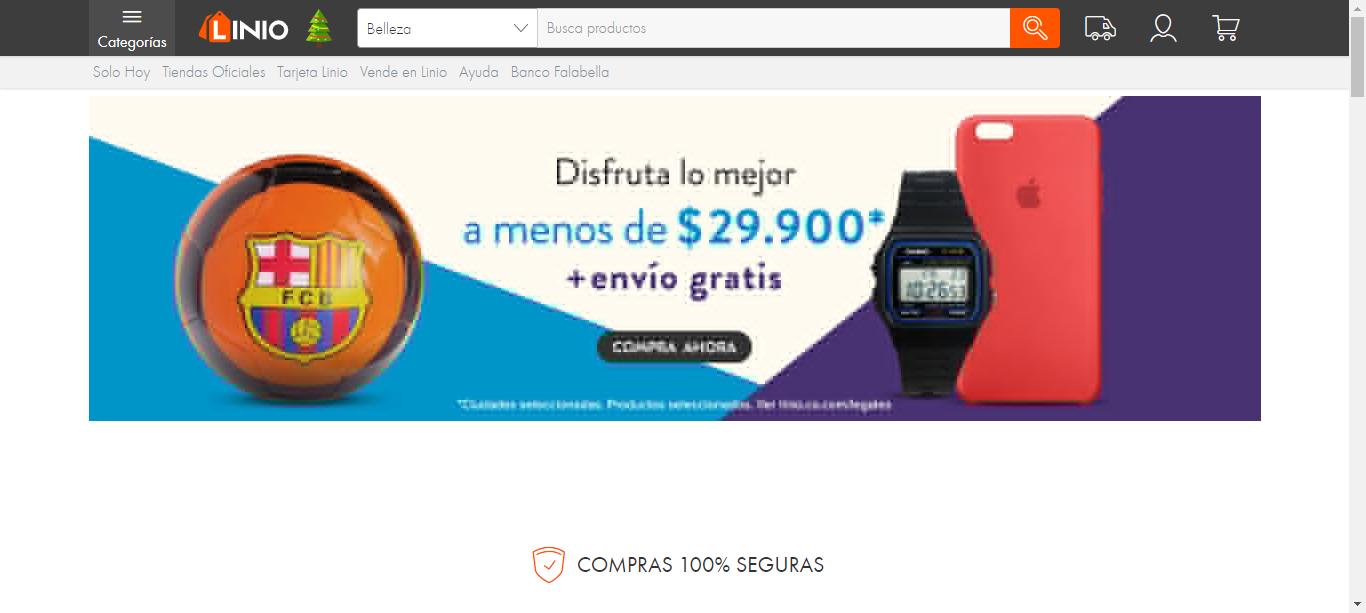 Categorías
LINIO
Belleza
Busca productos
Solo Hoy Tiendas Oficiales Tarjeta Linio Vende en Linio Ayuda Banco Falabella
Disfruta lo mejor
a menos de $29.900*
+envío gratis
FCB
CASIO
10:26
COMPRA AHORA
*Ciudades seleccionadas. Productos seleccionados. Ver linio.com.co/legales
COMPRAS 100% SEGURAS